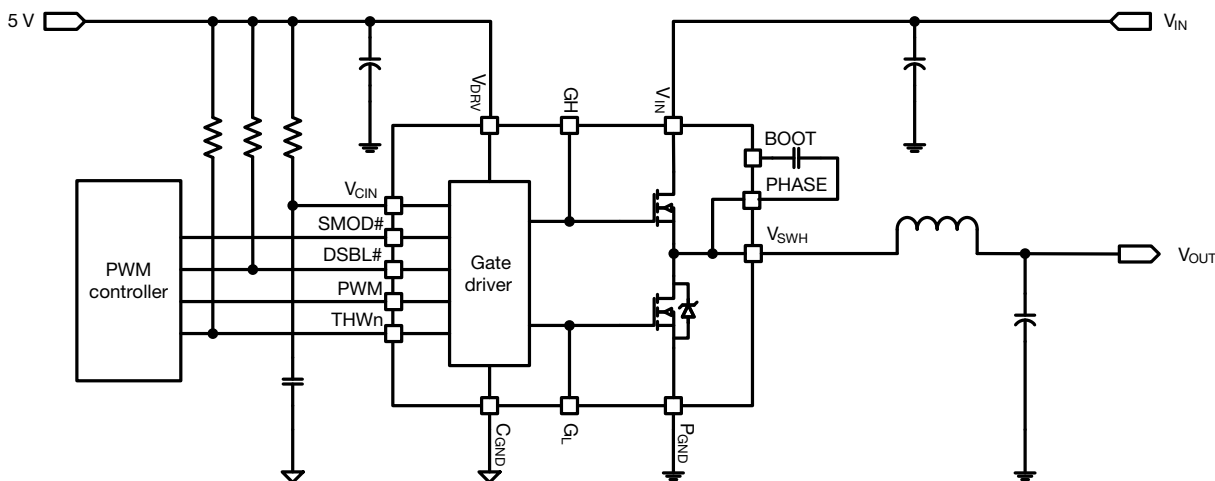 5 V
VIN
VDRV
GH
VIN
BOOT
PHASE
VCIN
SMOD#
DSBL#
PWM
THWn
PWM
controller
Gate
driver
VSWH
VOUT
CGND
GL
PGND